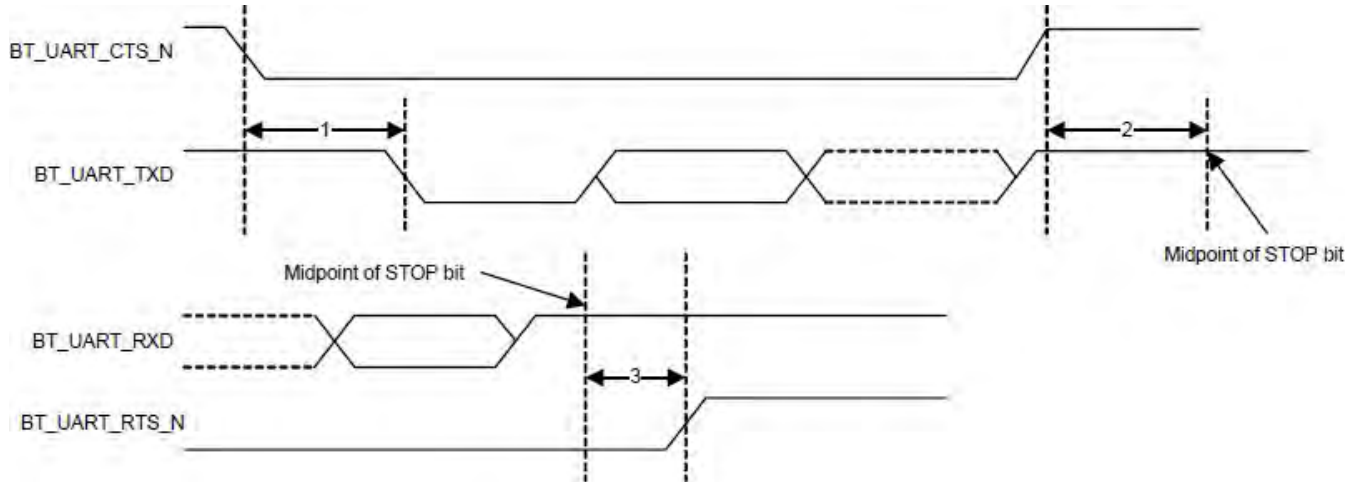 BT_UART_CTS_N
1
2
BT_UART_TXD
Midpoint of STOP bit
Midpoint of STOP bit
BT_UART_RXD
3
BT_UART_RTS_N